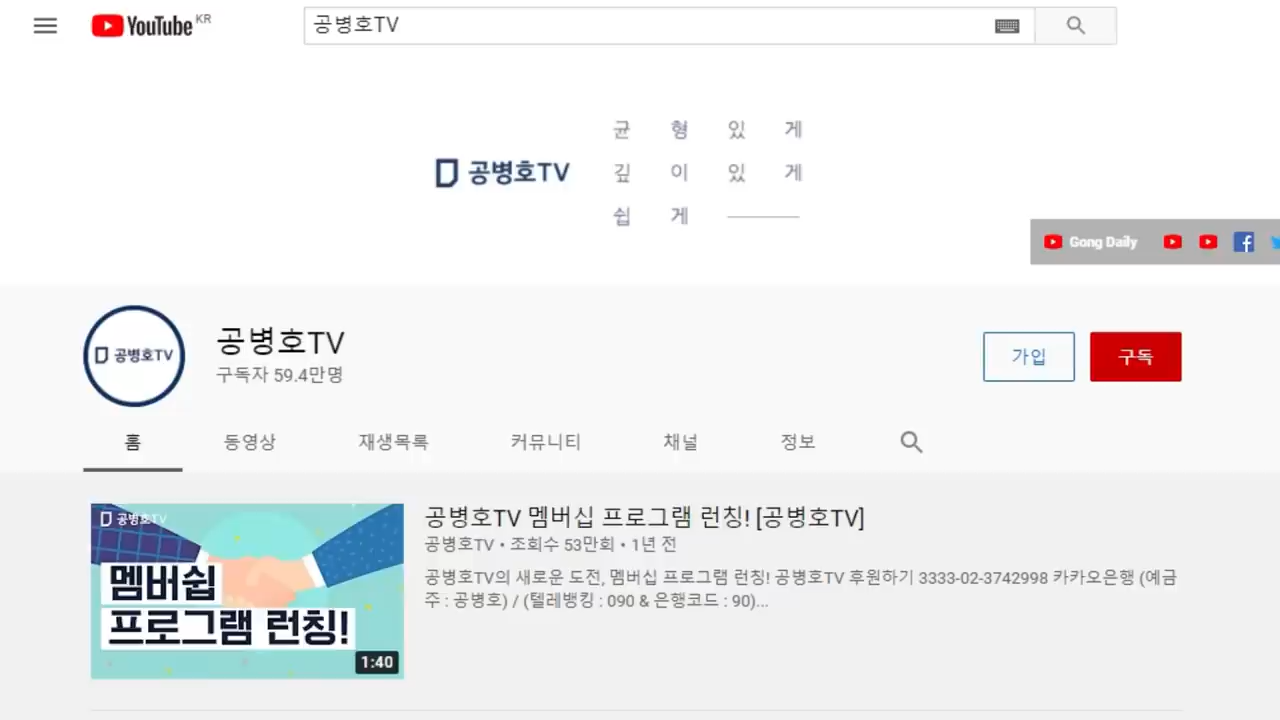 YouTube KR
공병호TV
공병호TV
균 형 있 게
깊 이 있 게
쉽 게
Gong Daily
공병호TV
공병호TV
구독자 59.4만명
가입
구독
홈 동영상 재생목록 커뮤니티 채널 정보
공병호TV
멤버쉽
프로그램 런칭!
1:40
공병호TV 멤버십 프로그램 런칭! [공병호TV]
공병호TV • 조회수 53만회 • 1년 전
공병호TV의 새로운 도전, 멤버십 프로그램 런칭! 공병호TV 후원하기 3333-02-3742998 카카오은행 (예금
주 : 공병호) / (텔레뱅킹 : 090 & 은행코드 : 90)...